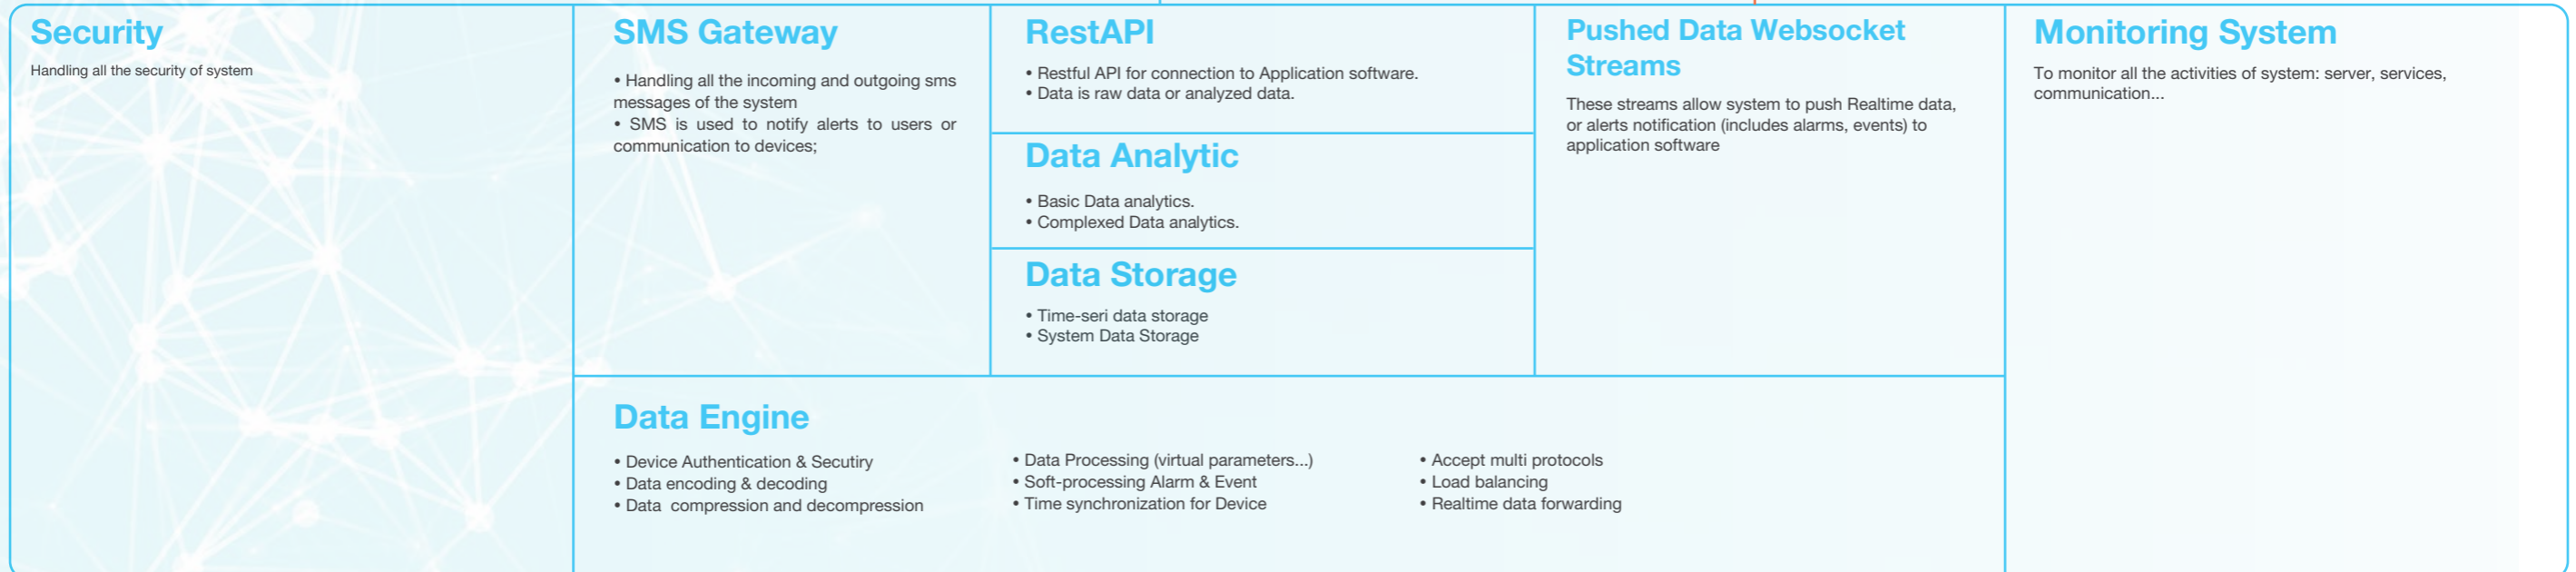 Security
Handling all the security of system
SMS Gateway
• Handling all the incoming and outgoing sms
messages of the system
• SMS is used to notify alerts to users or
communication to devices;
RestAPI
• Restful API for connection to Application software.
• Data is raw data or analyzed data.
Data Analytic
• Basic Data analytics.
• Complexed Data analytics.
Data Storage
• Time-seri data storage
• System Data Storage
Pushed Data Websocket
Streams
These streams allow system to push Realtime data,
or alerts notification (includes alarms, events) to
application software
Monitoring System
To monitor all the activities of system: server, services,
communication...
Data Engine
• Device Authentication & Secutiry
• Data encoding & decoding
• Data  compression and decompression
• Data Processing (virtual parameters...)
• Soft-processing Alarm & Event
• Time synchronization for Device
• Accept multi protocols
• Load balancing
• Realtime data forwarding